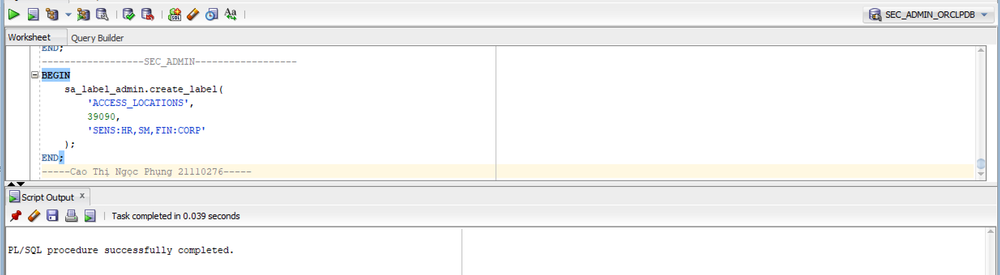 SEC_ADMIN_ORCLPDB
Worksheet
Query Builder
END;
------------------SEC_ADMIN------------------
BEGIN
sa_label_admin.create_label(
'ACCESS_LOCATIONS',
39090,
'SENS:HR,SM,FIN:CORP'
);
END;
-----Cao Thị Ngọc Phụng 21110276-----
Script Output x
Task completed in 0.039 seconds
PL/SQL procedure successfully completed.